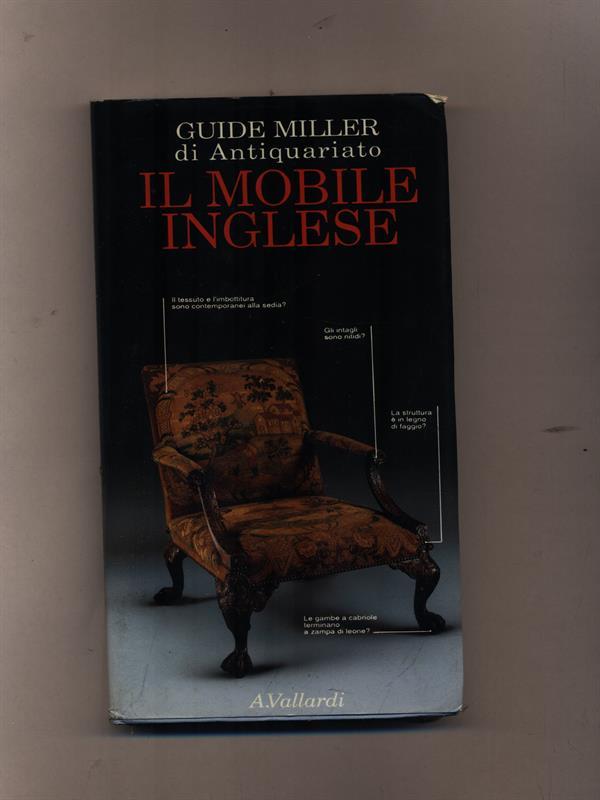 GUIDE MILLER
di Antiquariato
IL MOBILE
INGLESE
Il tessuto e l'imbottitura
sono contemporanei alla sedia?
Gli intagli
sono nitidi?
La struttura
è in legno
di faggio?
Le gambe a cabriole
terminano
a zampa di leone?
A.Vallardi